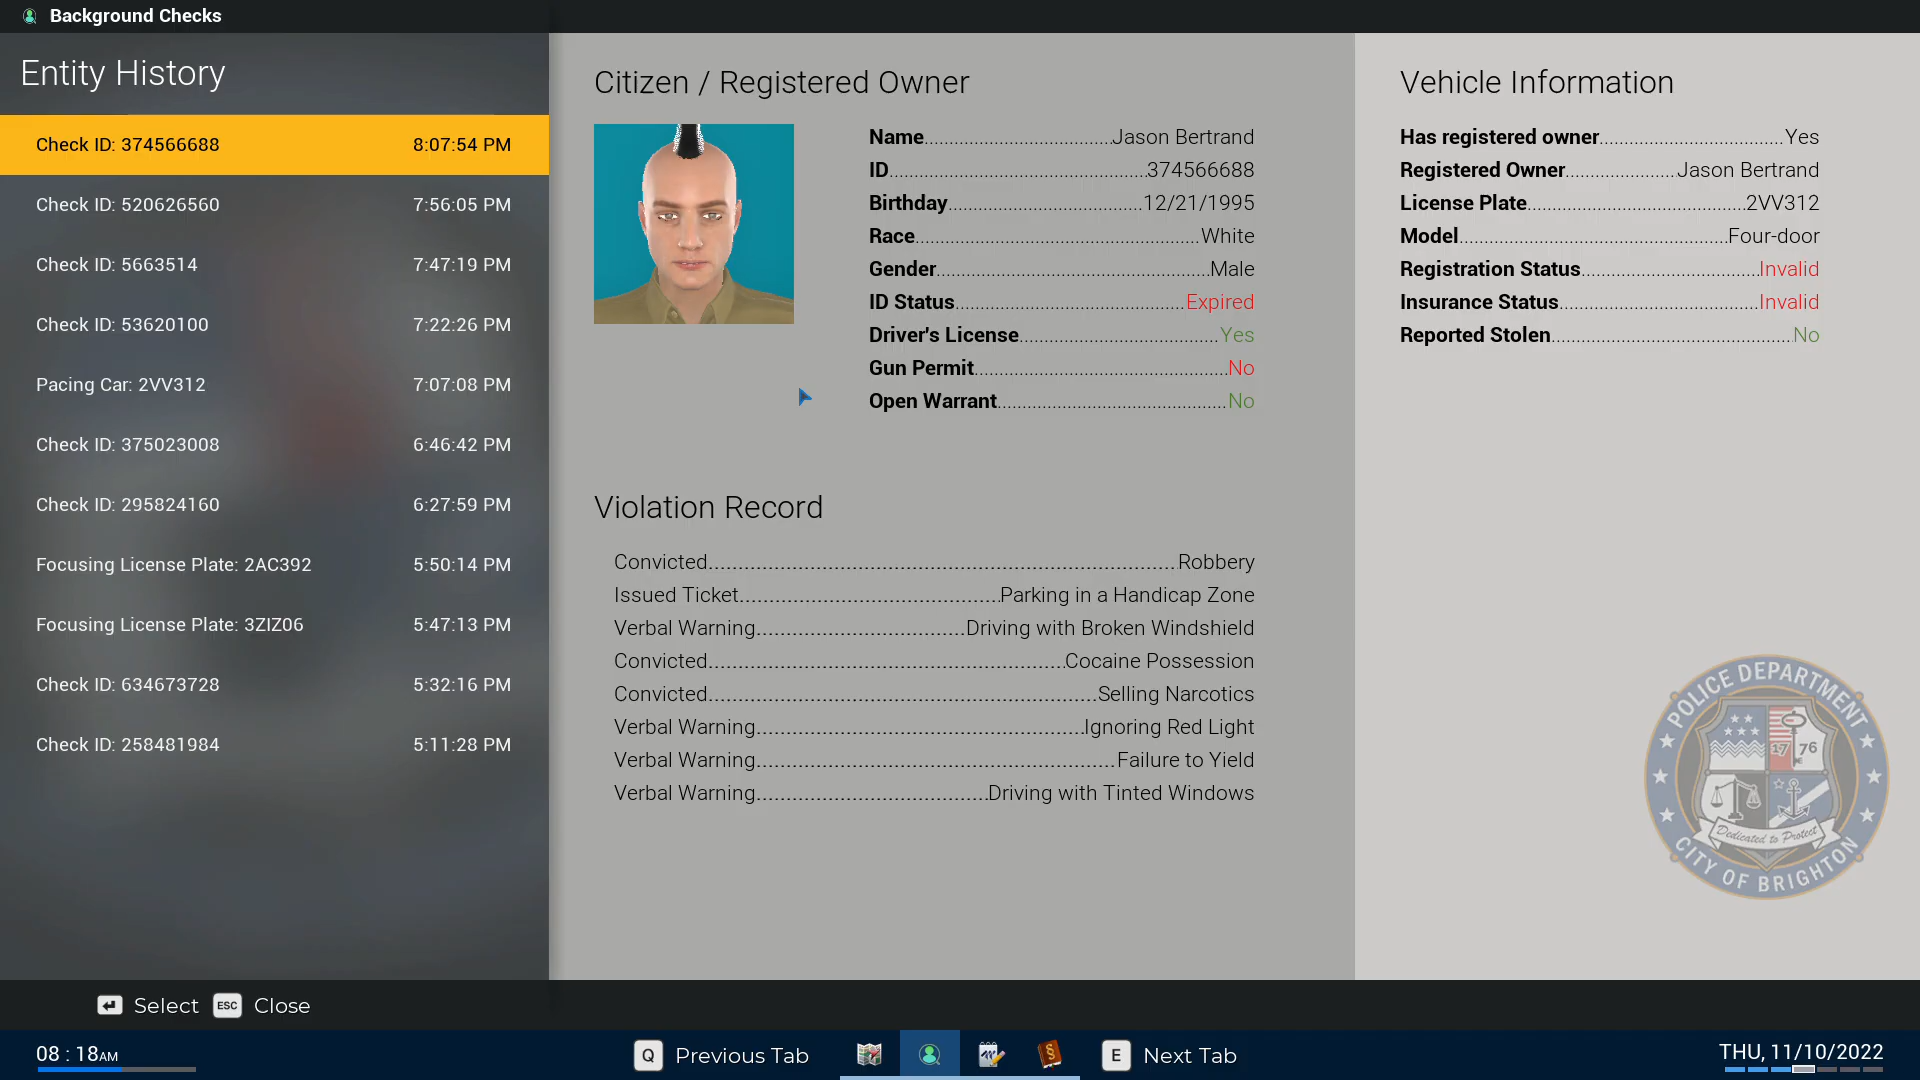 Background Checks
Entity History
Check ID: 374566688 8:07:54 PM
Check ID: 520626560 7:56:05 PM
Check ID: 5663514 7:47:19 PM
Check ID: 53620100 7:22:26 PM
Pacing Car: 2VV312 7:07:08 PM
Check ID: 375023008 6:46:42 PM
Check ID: 295824160 6:27:59 PM
Focusing License Plate: 2AC392 5:50:14 PM
Focusing License Plate: 3ZIZ06 5:47:13 PM
Check ID: 634673728 5:32:16 PM
Check ID: 258481984 5:11:28 PM
Citizen / Registered Owner
Name Jason Bertrand
ID 374566688
Birthday 12/21/1995
Race White
Gender Male
ID Status Expired
Driver's License Yes
Gun Permit No
Open Warrant No
Violation Record
Convicted Robbery
Issued Ticket Parking in a Handicap Zone
Verbal Warning Driving with Broken Windshield
Convicted Cocaine Possession
Convicted Selling Narcotics
Verbal Warning Ignoring Red Light
Verbal Warning Failure to Yield
Verbal Warning Driving with Tinted Windows
Vehicle Information
Has registered owner Yes
Registered Owner Jason Bertrand
License Plate 2VV312
Model Four-door
Registration Status Invalid
Insurance Status Invalid
Reported Stolen No
POLICE DEPARTMENT
17 76
Dedicated to Protect
CITY OF BRIGHTON
Select ESC Close
08 : 18 AM
Q Previous Tab § E Next Tab
THU, 11/10/2022